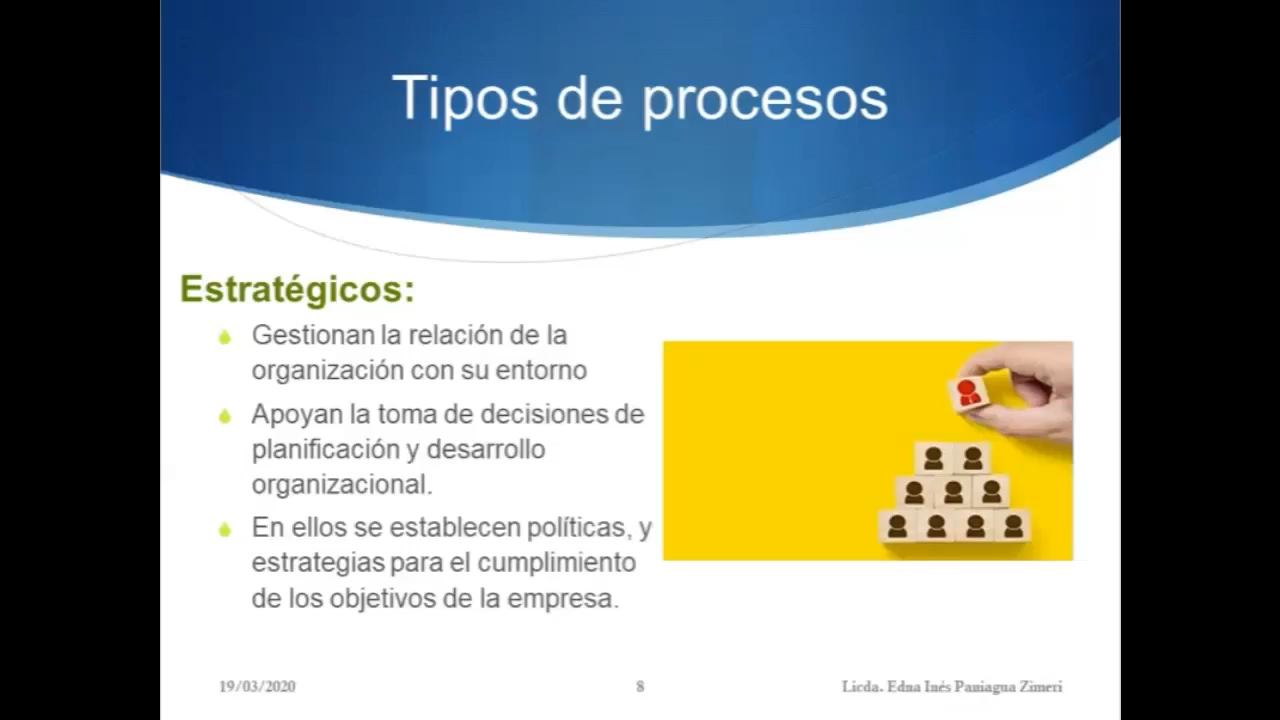 Tipos de procesos
Estratégicos:
Gestionan la relación de la
organización con su entorno
Apoyan la toma de decisiones de
planificación y desarrollo
organizacional.
En ellos se establecen políticas, y
estrategias para el cumplimiento
de los objetivos de la empresa.
19/03/2020
8
Licda. Edna Inés Paniagua Zimeri